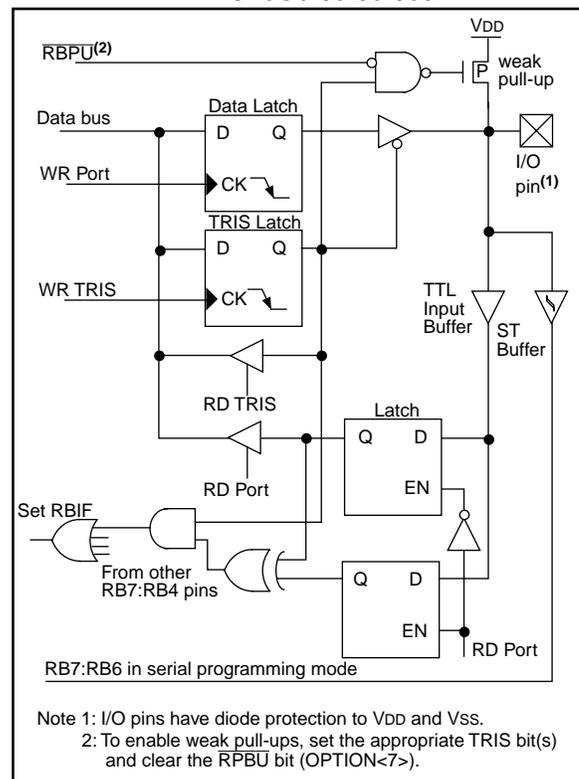 VDD
RBPU(2)
P
weak
pull-up
Data Latch
Data bus
D
Q
I/O
pin(1)
WR Port
CK
TRIS Latch
D
Q
WR TRIS
CK
TTL
Input
Buffer
ST
Buffer
RD TRIS
Latch
Q
D
RD Port
EN
Set RBIF
From other
RB7:RB4 pins
Q
D
EN
RD Port
RB7:RB6 in serial programming mode
Note 1: I/O pins have diode protection to VDD and VSS.
2: To enable weak pull-ups, set the appropriate TRIS bit(s)
and clear the RPBU bit (OPTION<7>).